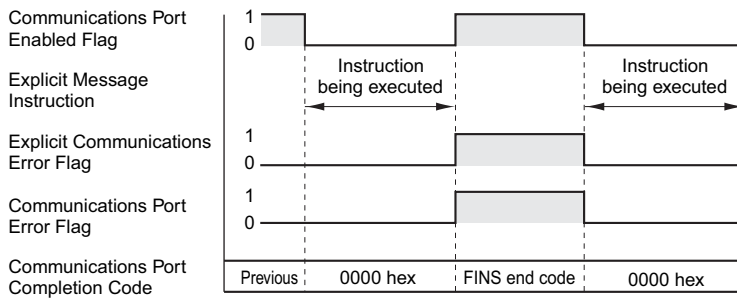 Communications Port
Enabled Flag
1
0
Explicit Message
Instruction
Instruction
being executed
Instruction
being executed
Explicit Communications
Error Flag
1
0
Communications Port
Error Flag
1
0
Communications Port
Completion Code
Previous
0000 hex
FINS end code
0000 hex